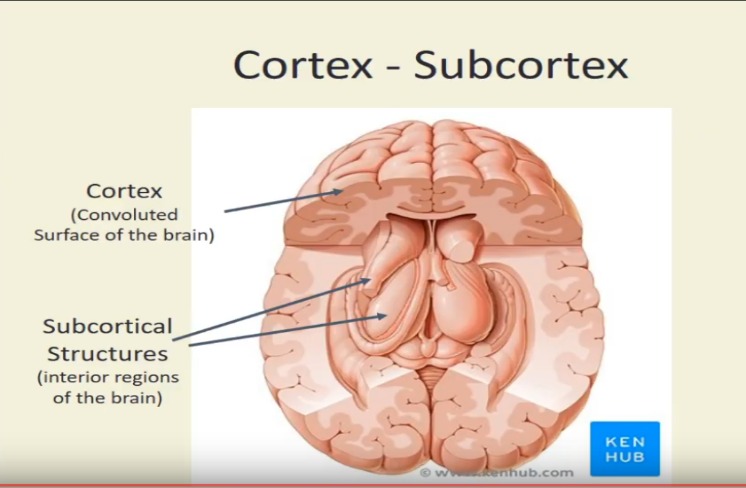 Cortex - Subcortex
Cortex
(Convoluted
Surface of the brain)
Subcortical
Structures
(interior regions
of the brain)
KEN
HUB
© www.kenhub.com